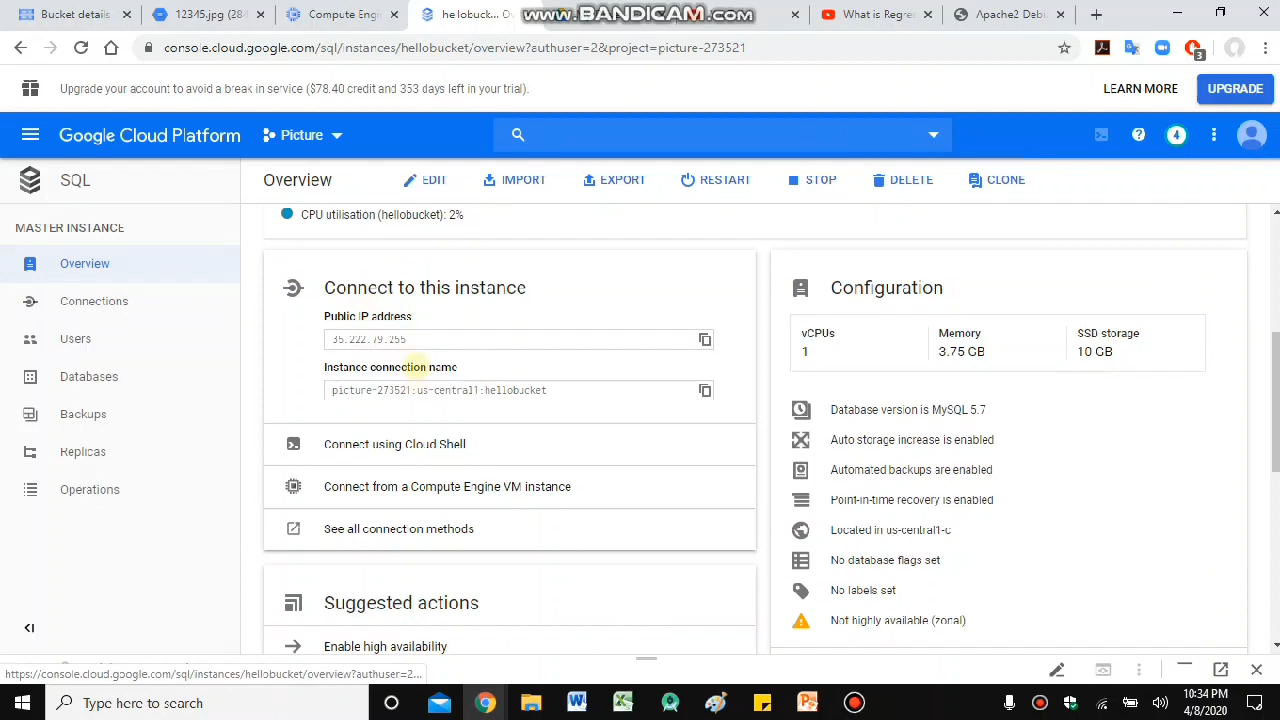 Bucket details
12345.jpg (284
Compute Engi
hellobuck... Ov
www.BANDICAM.com
What is Regre
Apache2 Debi
console.cloud.google.com/sql/instances/hellobucket/overview?authuser=2&project=picture-273521
3
Upgrade your account to avoid a break in service ($78.40 credit and 353 days left in your trial).
LEARN MORE
UPGRADE
Google Cloud Platform
Picture
4
SQL
Overview
EDIT
IMPORT
EXPORT
RESTART
STOP
DELETE
CLONE
MASTER INSTANCE
Overview
Connections
Users
Databases
Backups
Replicas
Operations
CPU utilisation (hellobucket): 2%
Connect to this instance
Public IP address
35.222.79.255
Instance connection name
picture-273521:us-central1:hellobucket
Connect using Cloud Shell
Connect from a Compute Engine VM instance
See all connection methods
Suggested actions
Enable high availability
Configuration
vCPUs
1
Memory
3.75 GB
SSD storage
10 GB
Database version is MySQL 5.7
Auto storage increase is enabled
Automated backups are enabled
Point-in-time recovery is enabled
Located in us-central1-c
No database flags set
No labels set
Not highly available (zonal)
https://console.cloud.google.com/sql/instances/hellobucket/overview?authuser=2...
Type here to search
10:34 PM
4/8/2020